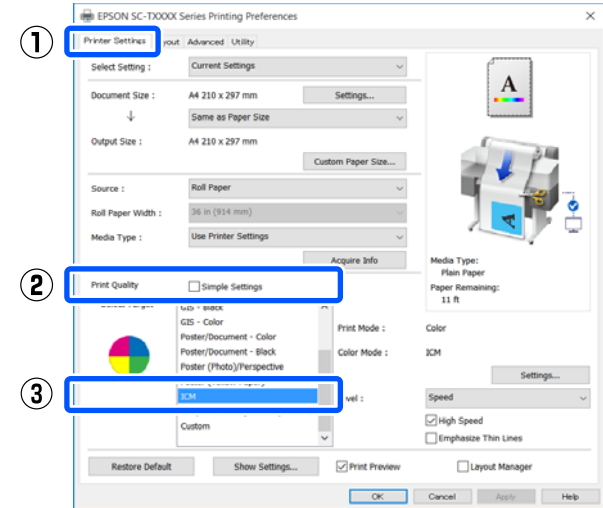 EPSON SC-TXXXX Series Printing Preferences
①
Printer Settings yout Advanced Utility
Select Setting : Current Settings
Document Size : A4 210 x 297 mm Settings...
Same as Paper Size
Output Size : A4 210 x 297 mm
Custom Paper Size...
Source : Roll Paper
Roll Paper Width : 36 in (914 mm)
Media Type : Use Printer Settings
Acquire Info
A
Media Type:
Plain Paper
Paper Remaining:
11 ft
②
Print Quality Simple Settings
GIS - Black
GIS - Color
Poster/Document - Color
Poster/Document - Black
Poster (Photo)/Perspective
Print Mode : Color
Color Mode : ICM
Settings...
③
ICM
Custom
vel : Speed
High Speed
Emphasize Thin Lines
Restore Default Show Settings... Print Preview Layout Manager
OK Cancel Apply Help